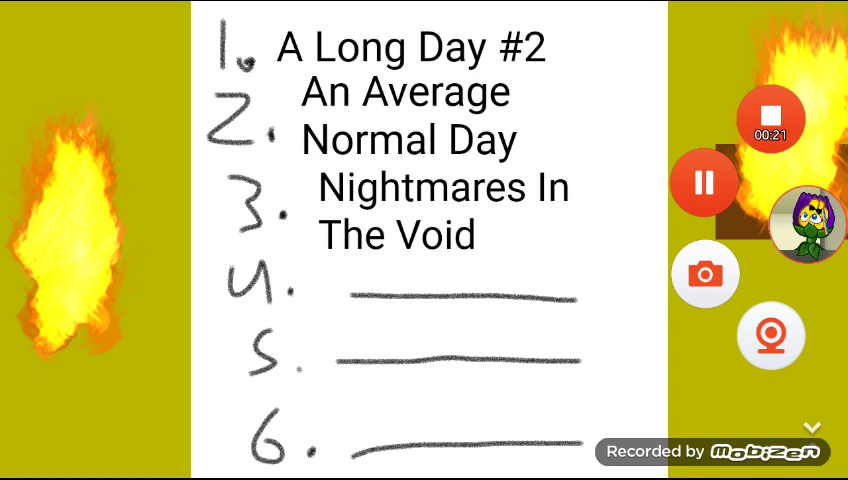 1. A Long Day #2
2. An Average
Normal Day
3. Nightmares In
The Void
4.
5.
6.
00:21
Recorded by mobizen